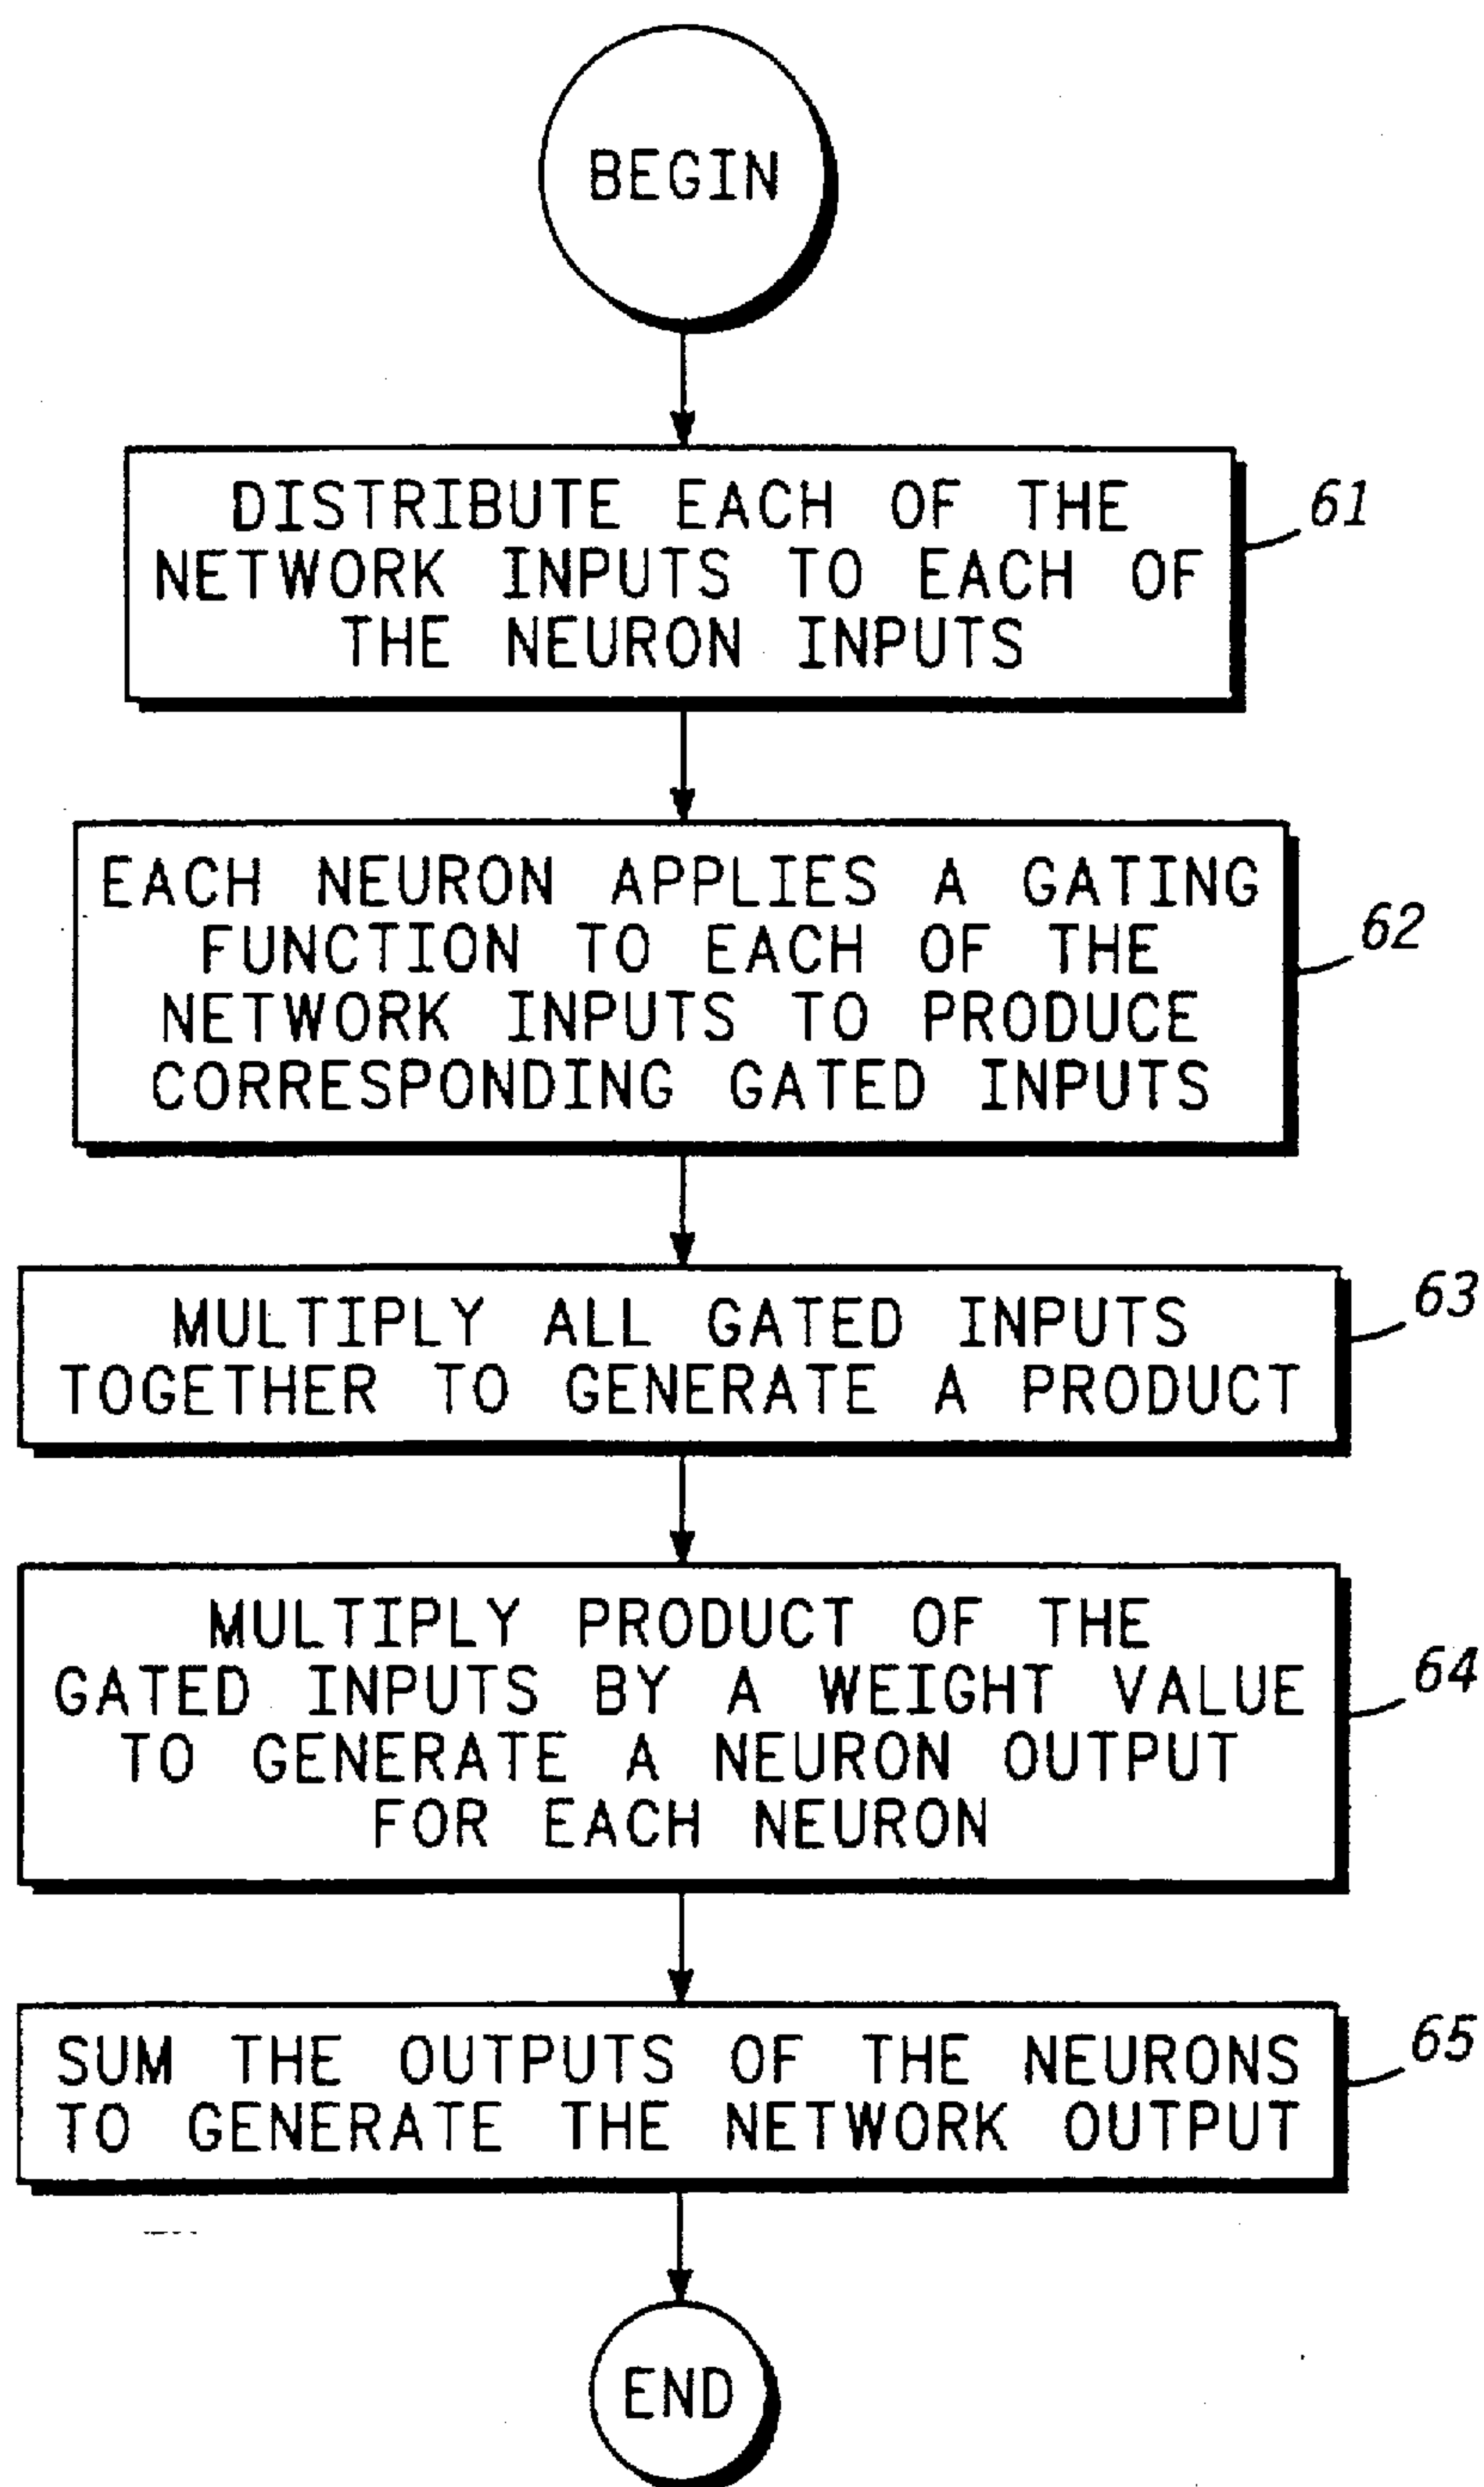 BEGIN
DISTRIBUTE EACH OF THE
NETWORK INPUTS TO EACH OF
THE NEURON INPUTS
61
EACH NEURON APPLIES A GATING
FUNCTION TO EACH OF THE
NETWORK INPUTS TO PRODUCE
CORRESPONDING GATED INPUTS
62
MULTIPLY ALL GATED INPUTS
TOGETHER TO GENERATE A PRODUCT
63
MULTIPLY PRODUCT OF THE
GATED INPUTS BY A WEIGHT VALUE
TO GENERATE A NEURON OUTPUT
FOR EACH NEURON
64
SUM THE OUTPUTS OF THE NEURONS
TO GENERATE THE NETWORK OUTPUT
65
END